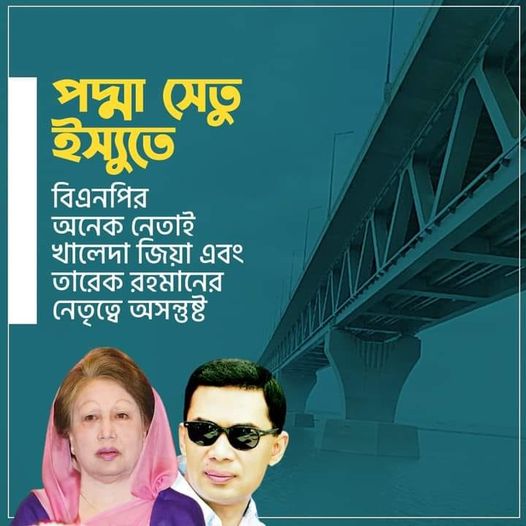 পদ্মা সেতু
ইস্যুতে
বিএনপির
অনেক নেতাই
খালেদা জিয়া এবং
তারেক রহমানের
নেতৃত্বে অসন্তুষ্ট